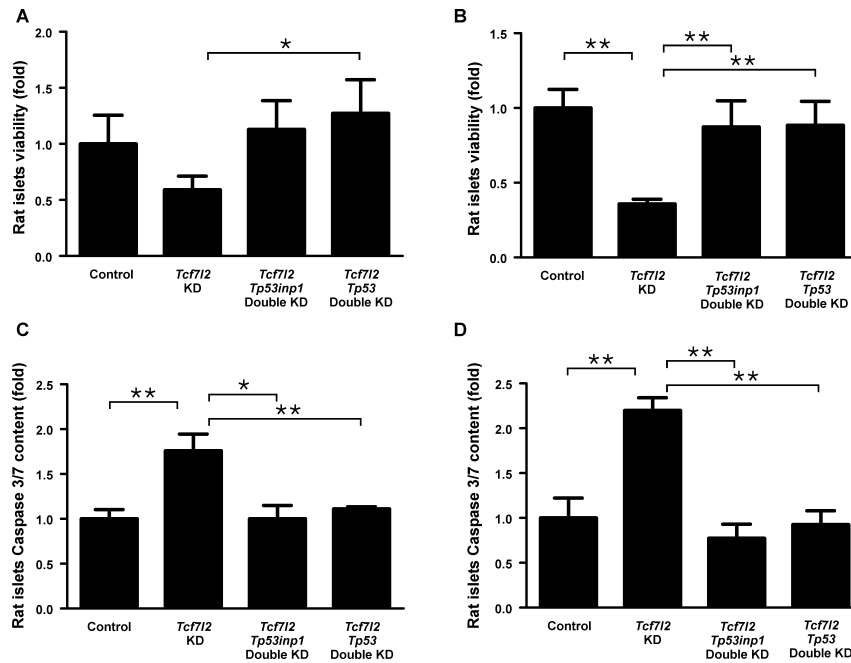 A
Rat islets viability (fold)
2.0
1.5
1.0
0.5
0.0
*
Control
Tcf7l2
KD
Tcf7l2
Tp53inp1
Double KD
Tcf7l2
Tp53
Double KD
B
Rat islets viability (fold)
1.5
1.0
0.5
0.0
**
**
**
Control
Tcf7l2
KD
Tcf7l2
Tp53inp1
Double KD
Tcf7l2
Tp53
Double KD
C
Rat islets Caspase 3/7 content (fold)
2.5
2.0
1.5
1.0
0.5
0.0
**
*
**
Control
Tcf7l2
KD
Tcf7l2
Tp53inp1
Double KD
Tcf7l2
Tp53
Double KD
D
Rat islets Caspase 3/7 content (fold)
2.5
2.0
1.5
1.0
0.5
0.0
**
**
**
Control
Tcf7l2
KD
Tcf7l2
Tp53inp1
Double KD
Tcf7l2
Tp53
Double KD